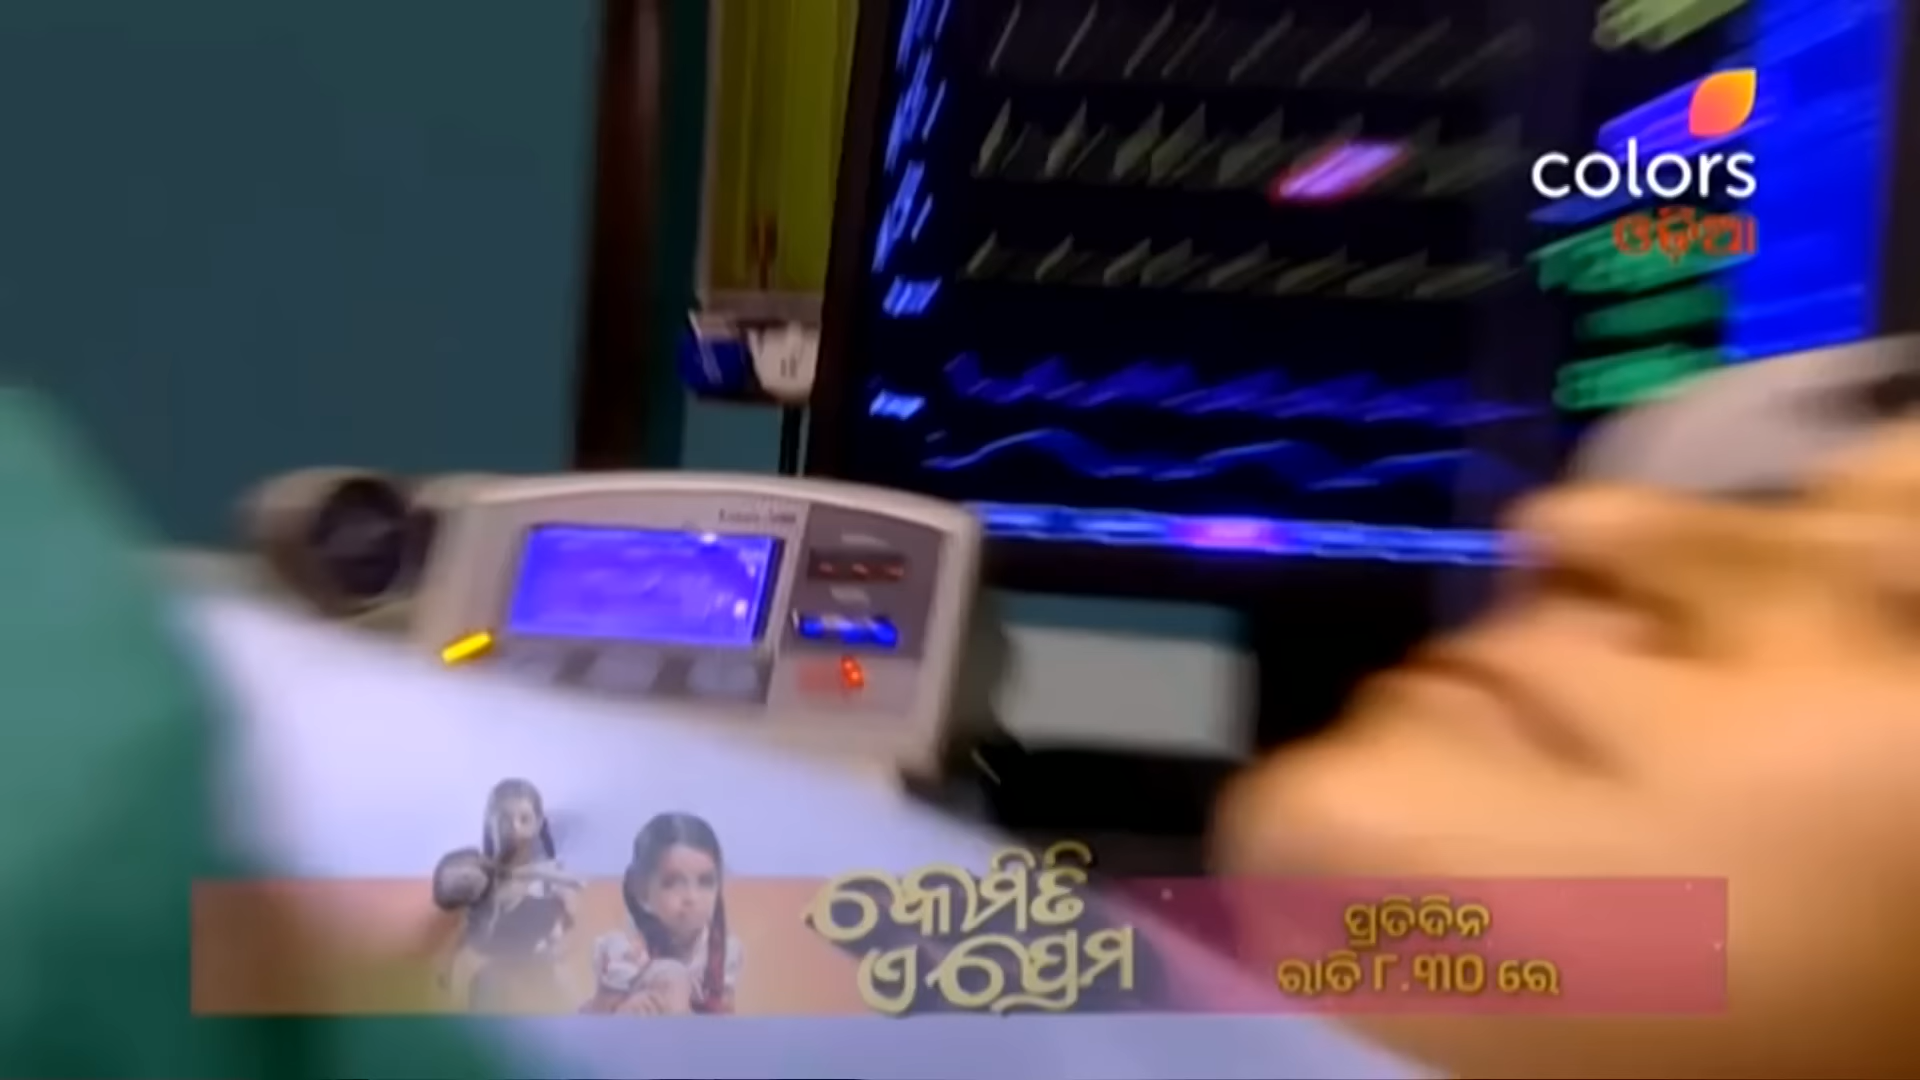 colors
ଓଡ଼ିଆ
କେମିତି
ଏ ପ୍ରେମ
ପ୍ରତିଦିନ
ରାତି ୮.୩୦ ରେ